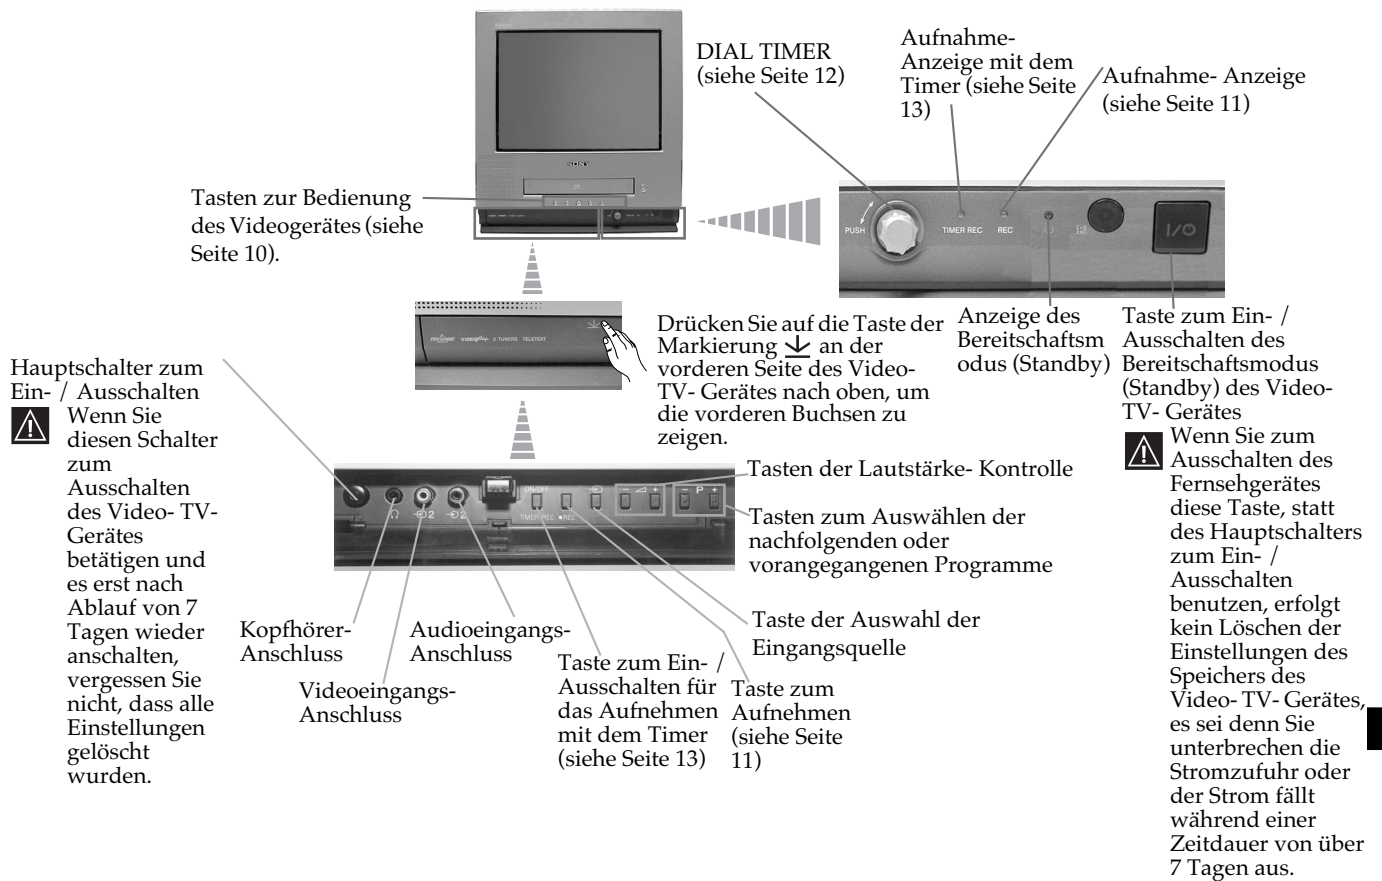 DIAL TIMER
(siehe Seite 12)
Aufnahme-
Anzeige mit dem
Timer (siehe Seite
13)
Aufnahme- Anzeige
(siehe Seite 11)
SONY
Tasten zur Bedienung
des Videogerätes (siehe
Seite 10).
PUSH
TIMER REC
REC
I/
VIDEO Plus+ 2 TUNERS TELETEXT
Drücken Sie auf die Taste der
Markierung an der
vorderen Seite des Video-
TV- Gerätes nach oben, um
die vorderen Buchsen zu
zeigen.
Anzeige des
Bereitschaftsm
odus (Standby)
Taste zum Ein- /
Ausschalten des
Bereitschaftsmodus
(Standby) des Video-
TV- Gerätes
Wenn Sie zum
Ausschalten des
Fernsehgerätes
diese Taste, statt
des Hauptschalters
zum Ein- /
Ausschalten
benutzen, erfolgt
kein Löschen der
Einstellungen des
Speichers des
Video- TV- Gerätes,
es sei denn Sie
unterbrechen die
Stromzufuhr oder
der Strom fällt
während einer
Zeitdauer von über
7 Tagen aus.
Hauptschalter zum
Ein- / Ausschalten
Wenn Sie
diesen Schalter
zum
Ausschalten
des Video- TV-
Gerätes
betätigen und
es erst nach
Ablauf von 7
Tagen wieder
anschalten,
vergessen Sie
nicht, dass alle
Einstellungen
gelöscht
wurden.
2
2
ON/OFF
TIMER REC
●REC
− +
− P +
Tasten der Lautstärke- Kontrolle
Tasten zum Auswählen der
nachfolgenden oder
vorangegangenen Programme
Taste der Auswahl der
Eingangsquelle
Kopfhörer-
Anschluss
Videoeingangs-
Anschluss
Audioeingangs-
Anschluss
Taste zum Ein- /
Ausschalten für
das Aufnehmen
mit dem Timer
(siehe Seite 13)
Taste zum
Aufnehmen
(siehe Seite
11)